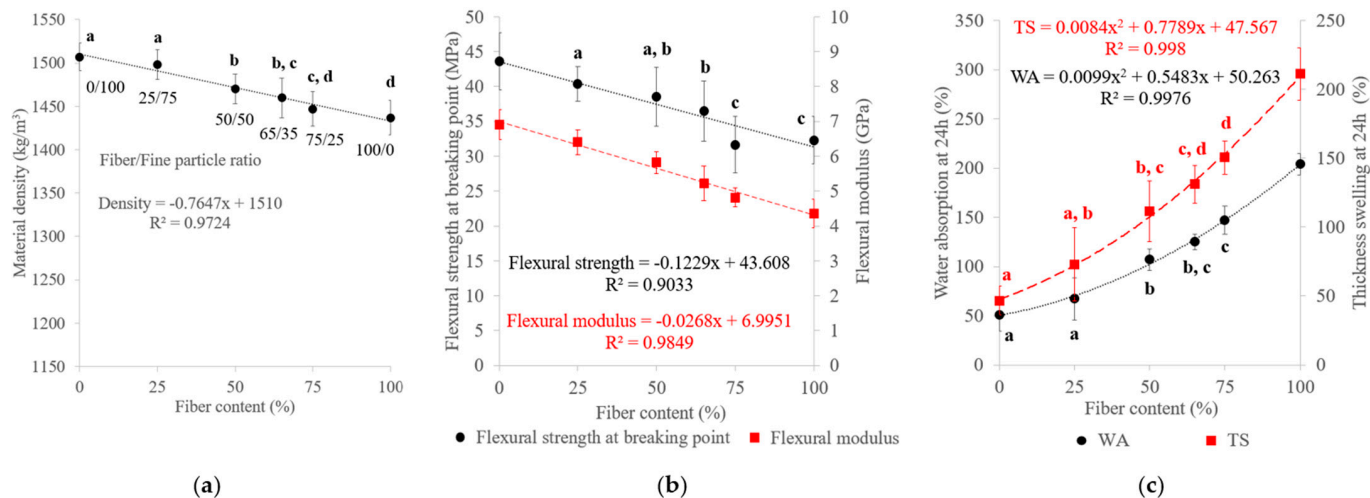 Material density (kg/m³)
1550
1500
1450
1400
1350
1300
1250
1200
1150
a
a
b
b, c
c, d
d
0/100
25/75
50/50
65/35
75/25
100/0
Fiber/Fine particle ratio
Density = -0.7647x + 1510
R² = 0.9724
0
25
50
75
100
Fiber content (%)
(a)
Flexural strength at breaking point (MPa)
50
45
40
35
30
25
20
15
10
5
0
a
a, b
b
c
c
Flexural strength = -0.1229x + 43.608
R² = 0.9033
Flexural modulus = -0.0268x + 6.9951
R² = 0.9849
10
9
8
7
6
5
4
3
2
1
0
Flexural modulus (GPa)
0
25
50
75
100
Fiber content (%)
Flexural strength at breaking point
Flexural modulus
(b)
Water absorption at 24h (%)
350
300
250
200
150
100
50
0
TS = 0.0084x² + 0.7789x + 47.567
R² = 0.998
WA = 0.0099x² + 0.5483x + 50.263
R² = 0.9976
a
a, b
b, c
c, d
d
a
a
b
b, c
c
250
200
150
100
50
0
Thickness swelling at 24h (%)
0
25
50
75
100
Fiber content (%)
WA
TS
(c)